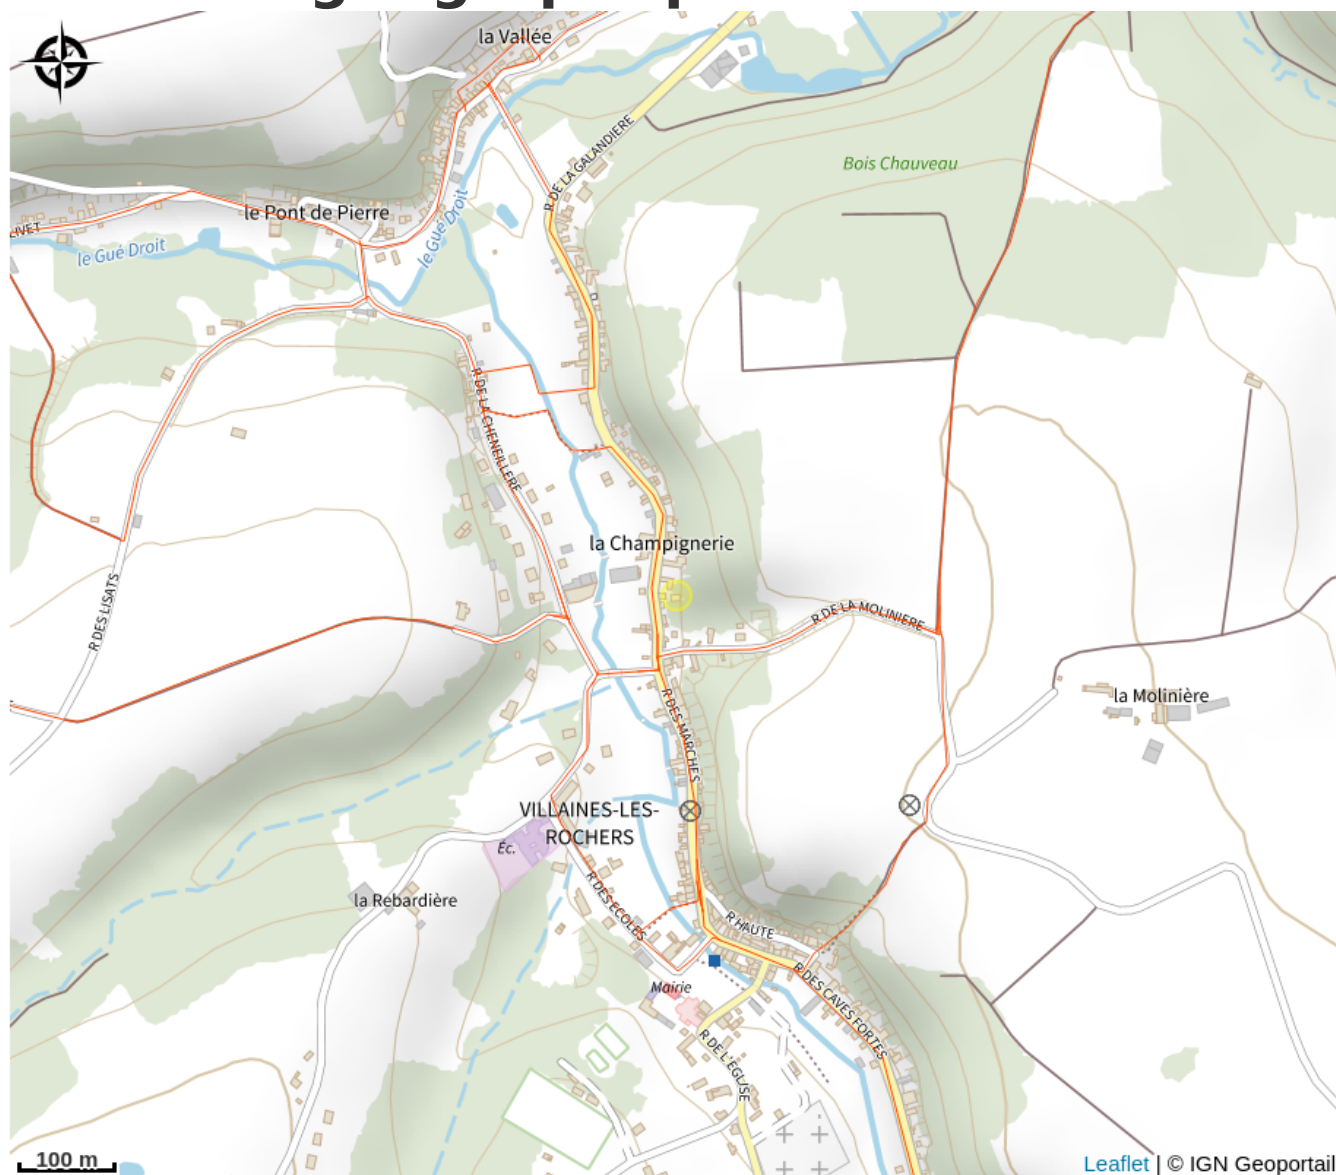 la Vallée
R DE LA GALANDIERE
Bois Chauveau
le Pont de Pierre
LIVET
le Gué Droit
le Gué Droit
R DE LA CHENEILLERE
la Champignerie
R DES LISATS
R DE LA MOLINIERE
la Molinière
R DES MARCHES
VILLAINES-LES-
ROCHERS
Éc.
la Rebardière
R DES ECOLES
R HAUTE
Mairie
R DES CAVES FORTES
R DE L'EGLISE
100 m
Leaflet | © IGN Geoportail